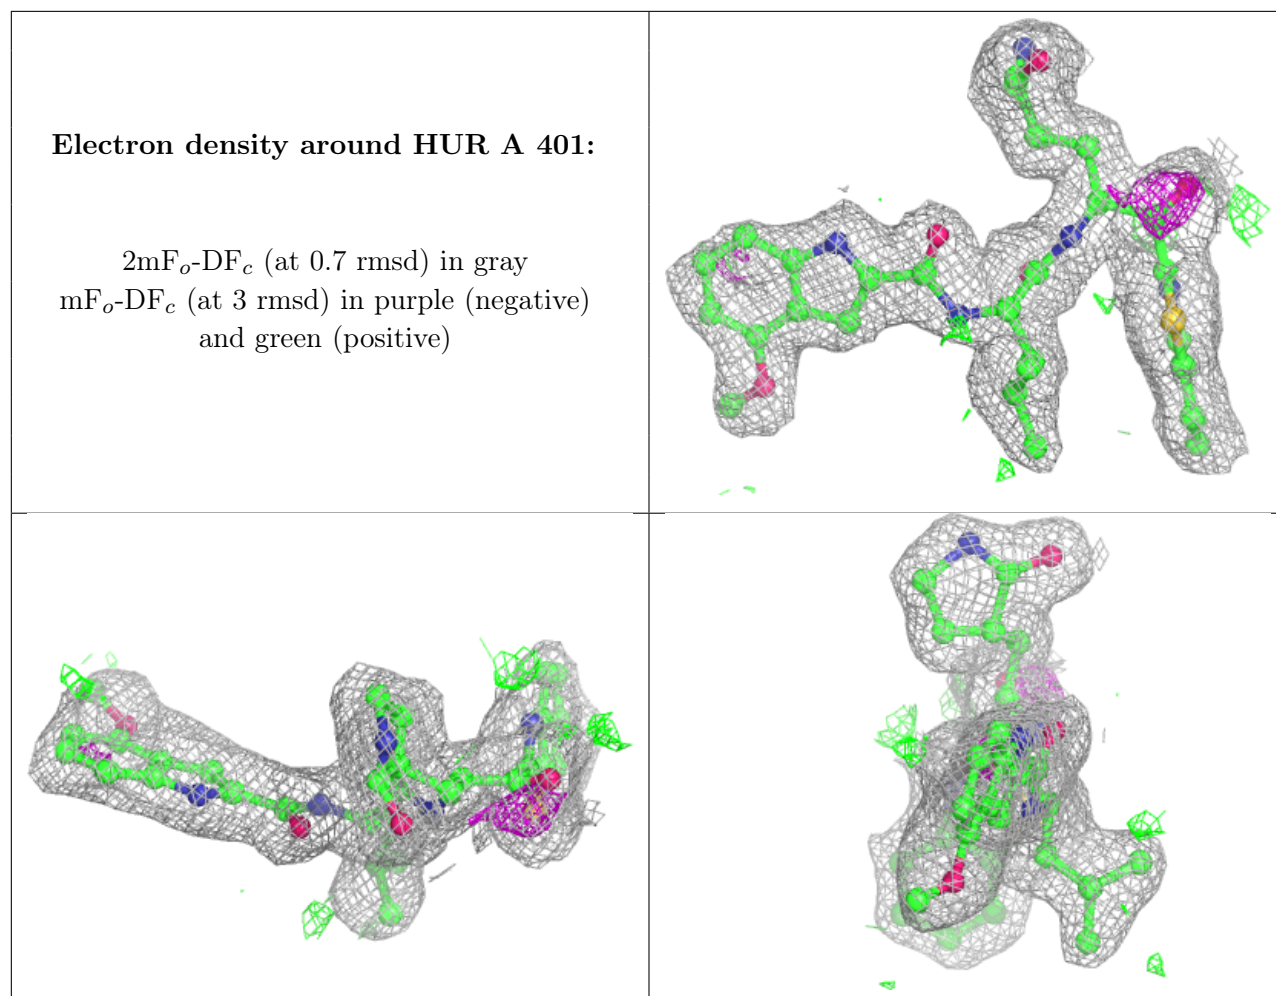 Electron density around HUR A 401:
2mFo-DFc (at 0.7 rmsd) in gray
mFo-DFc (at 3 rmsd) in purple (negative)
and green (positive)